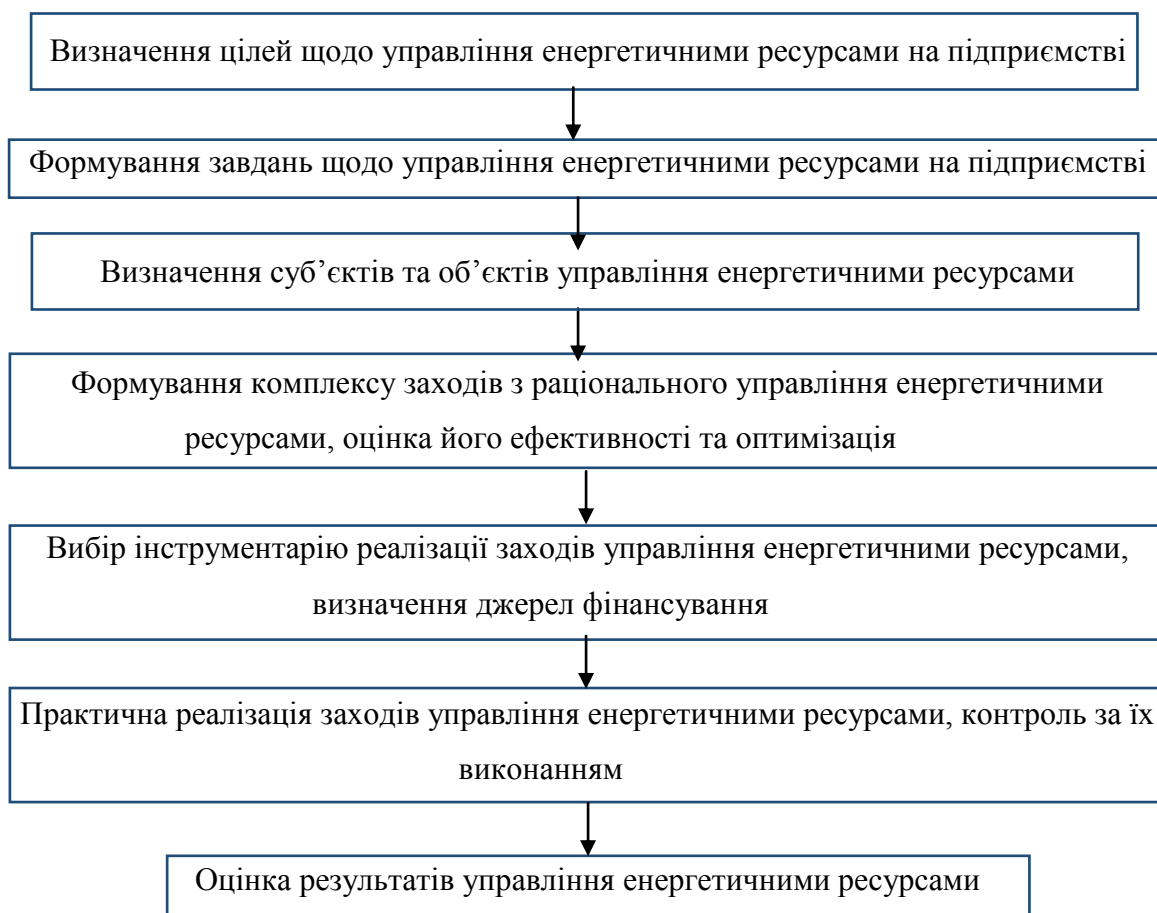 Визначення цілей щодо управління енергетичними ресурсами на підприємстві
Формування завдань щодо управління енергетичними ресурсами на підприємстві
Визначення суб’єктів та об’єктів управління енергетичними ресурсами
Формування комплексу заходів з раціонального управління енергетичними
ресурсами, оцінка його ефективності та оптимізація
Вибір інструментарію реалізації заходів управління енергетичними ресурсами,
визначення джерел фінансування
Практична реалізація заходів управління енергетичними ресурсами, контроль за їх
виконанням
Оцінка результатів управління енергетичними ресурсами